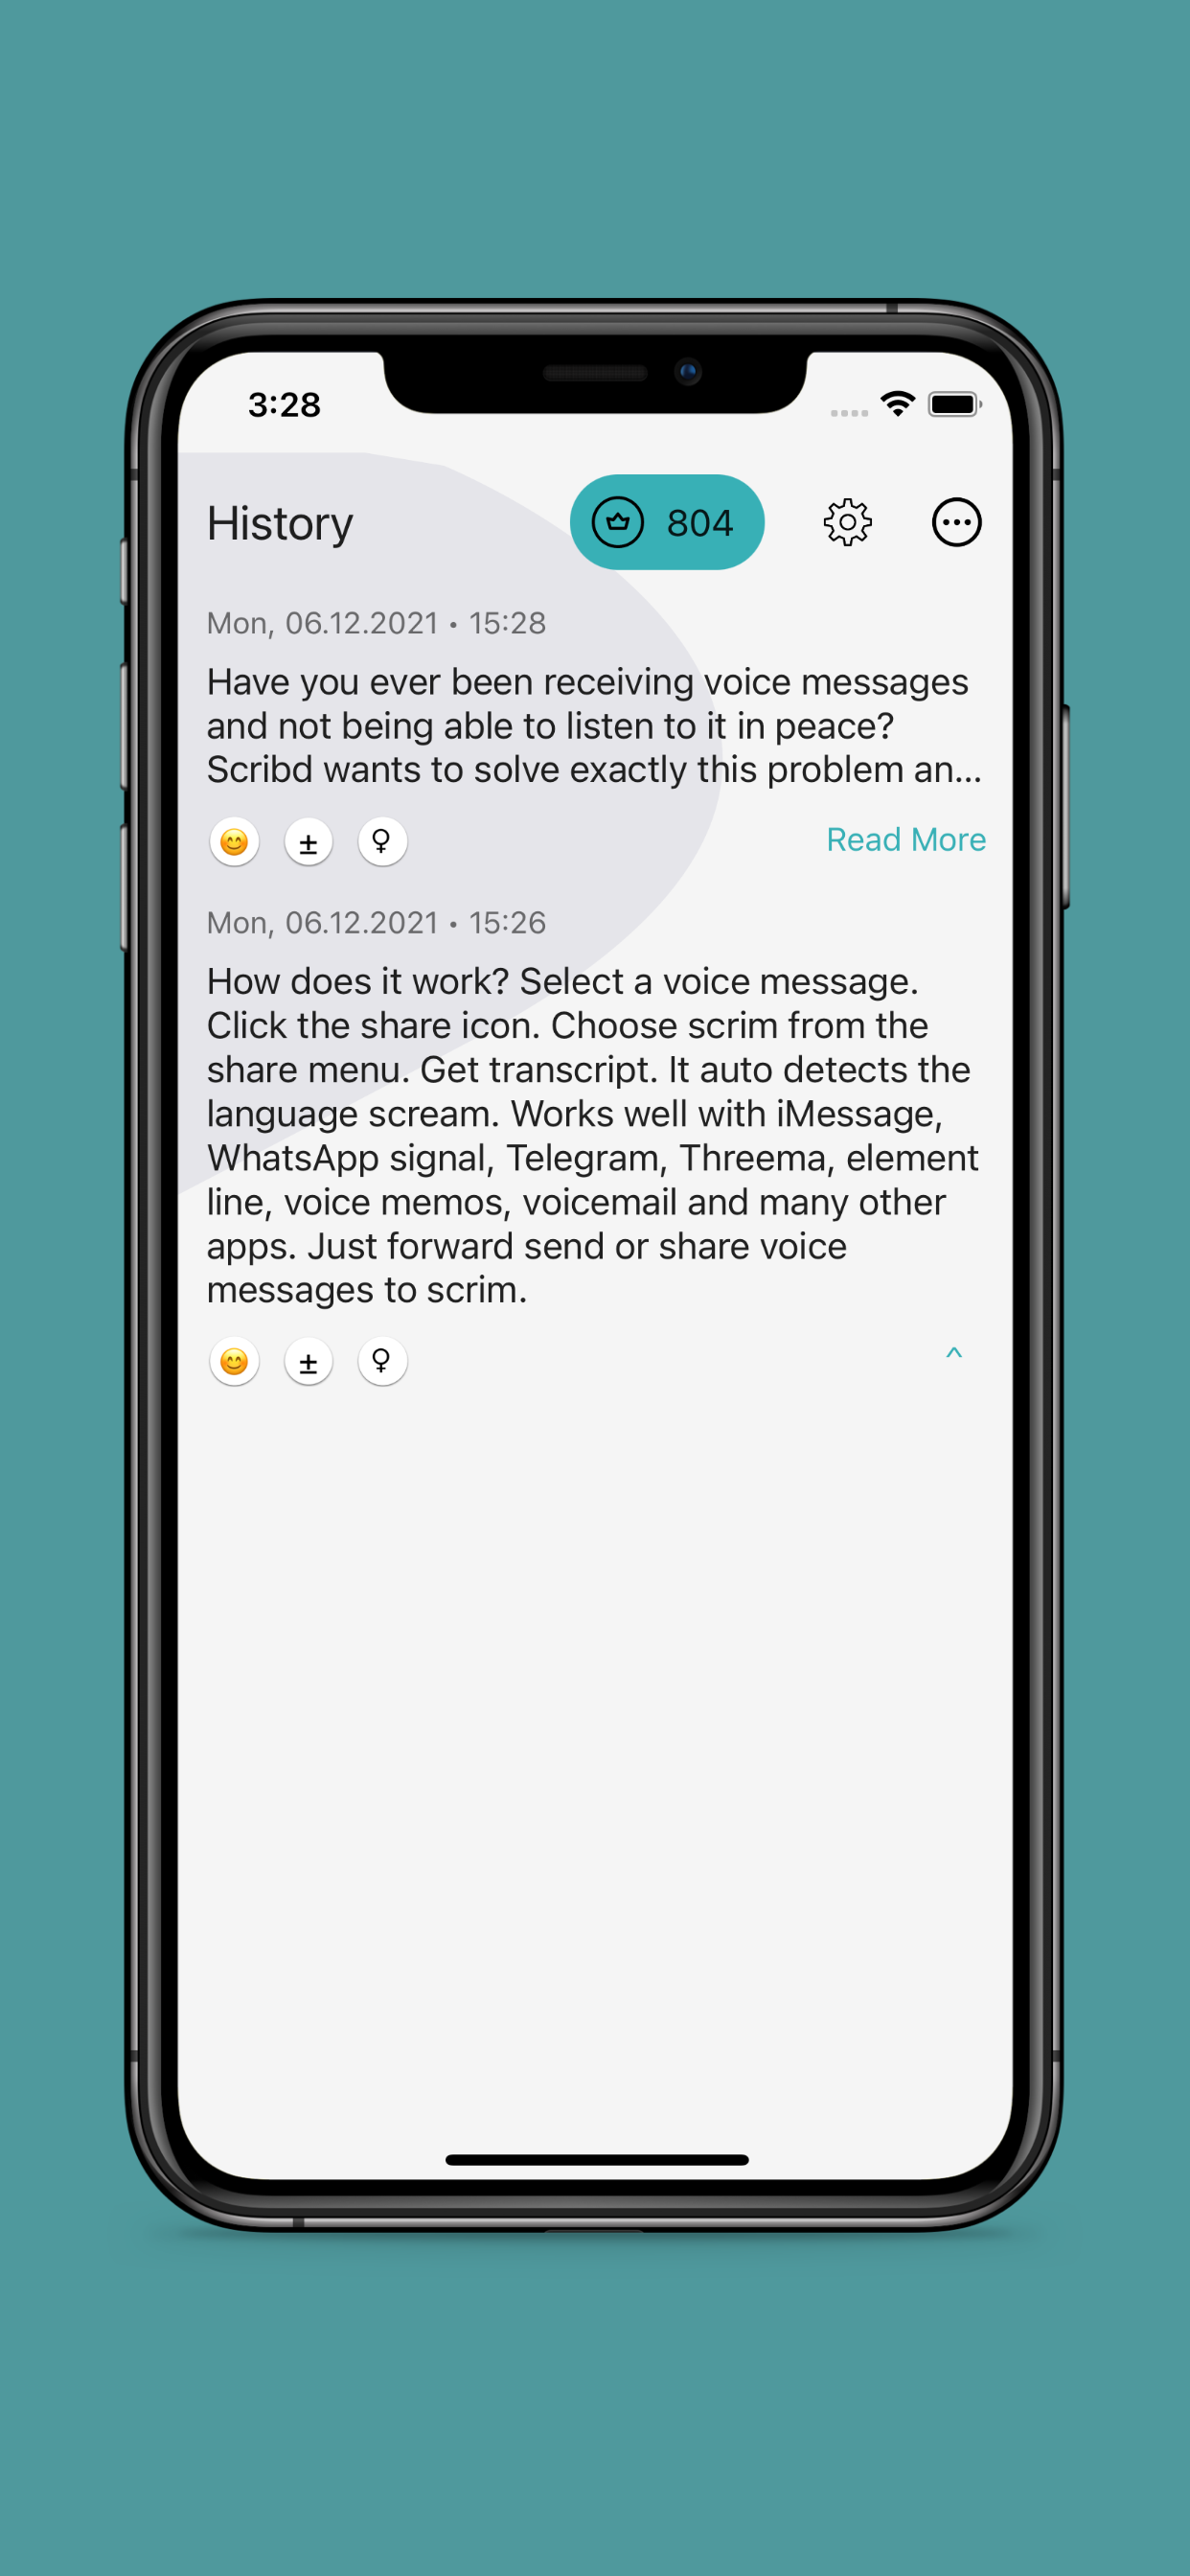 3:28
History
804
Mon, 06.12.2021 • 15:28
Have you ever been receiving voice messages
and not being able to listen to it in peace?
Scribd wants to solve exactly this problem an...
± ♀
Read More
Mon, 06.12.2021 • 15:26
How does it work? Select a voice message.
Click the share icon. Choose scrim from the
share menu. Get transcript. It auto detects the
language scream. Works well with iMessage,
WhatsApp signal, Telegram, Threema, element
line, voice memos, voicemail and many other
apps. Just forward send or share voice
messages to scrim.
± ♀
^